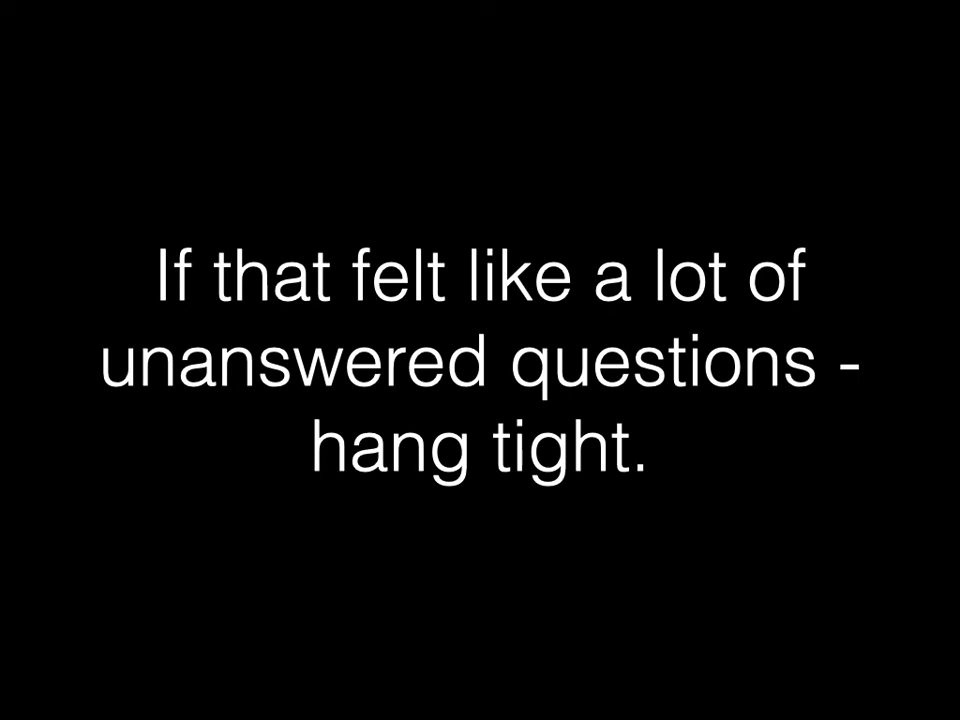 If that felt like a lot of
unanswered questions -
hang tight.